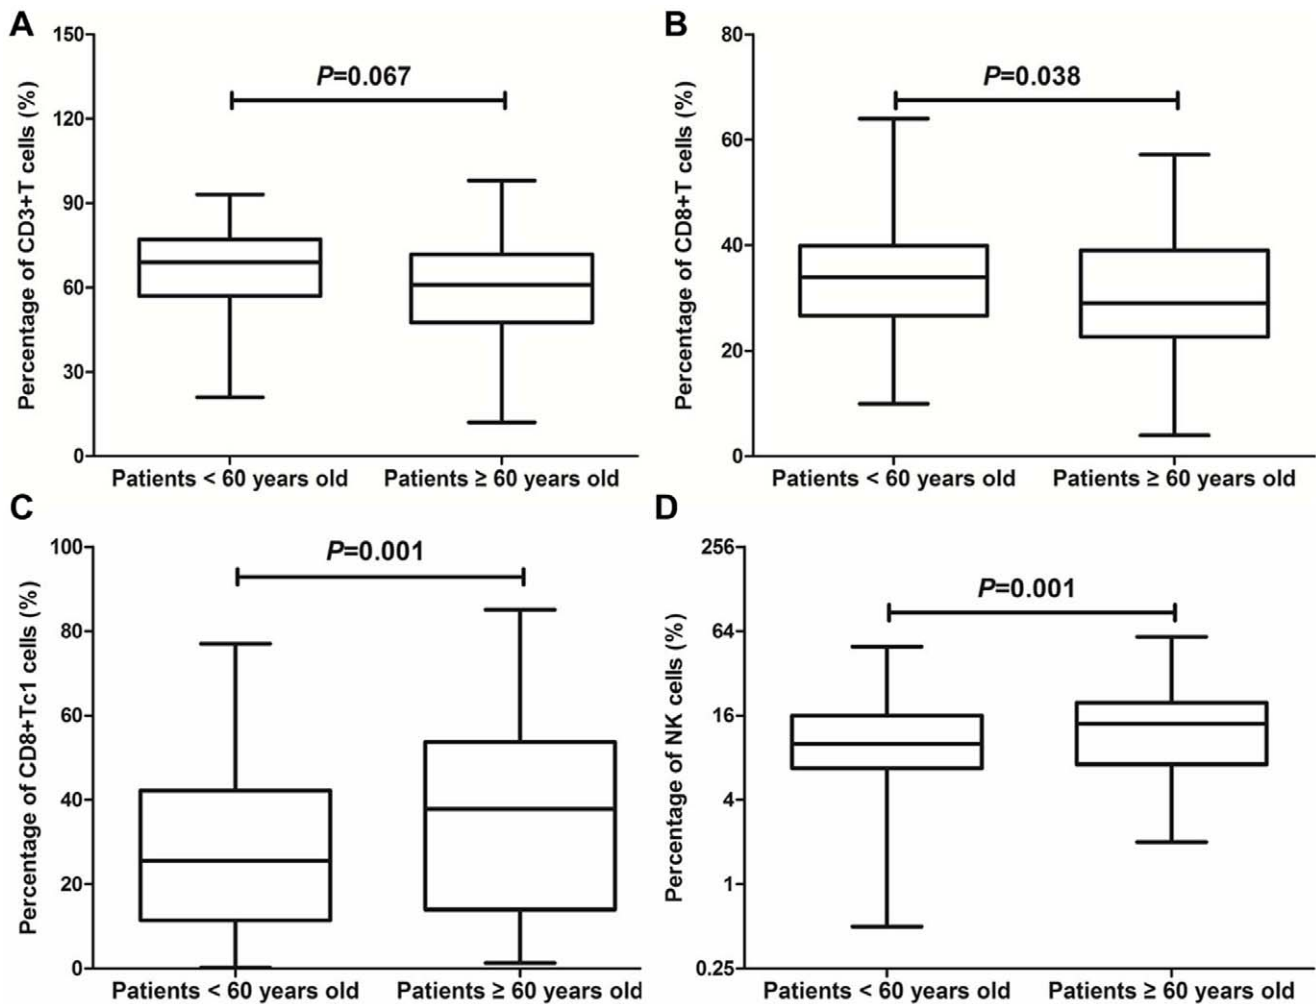 A
150
120
90
60
30
0
Percentage of CD3+T cells (%)
P=0.067
Patients < 60 years old
Patients ≥ 60 years old
B
80
60
40
20
0
Percentage of CD8+T cells (%)
P=0.038
Patients < 60 years old
Patients ≥ 60 years old
C
100
80
60
40
20
0
Percentage of CD8+Tc1 cells (%)
P=0.001
Patients < 60 years old
Patients ≥ 60 years old
D
256
64
16
4
1
0.25
Percentage of NK cells (%)
P=0.001
Patients < 60 years old
Patients ≥ 60 years old